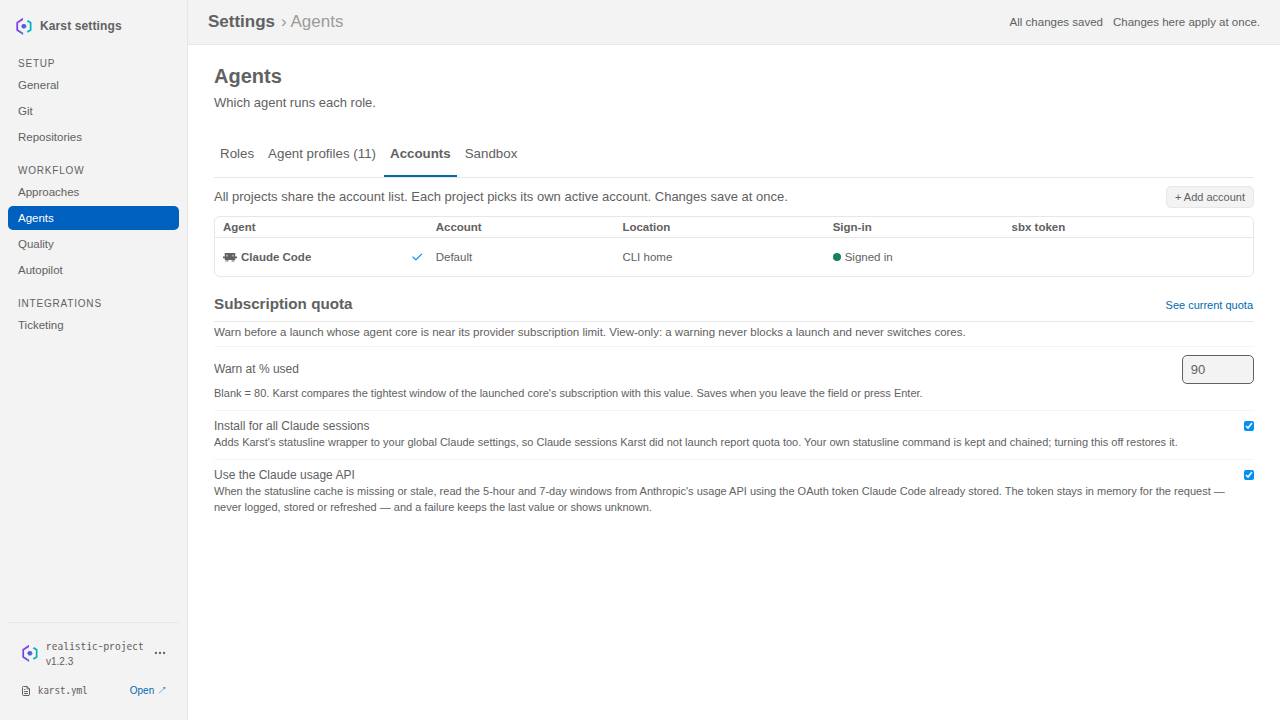 Karst settings
SETUP
General
Git
Repositories
WORKFLOW
Approaches
Agents
Quality
Autopilot
INTEGRATIONS
Ticketing
realistic-project
v1.2.3
karst.yml Open ↗
Settings › Agents
All changes saved Changes here apply at once.
Agents
Which agent runs each role.
Roles Agent profiles (11) Accounts Sandbox
All projects share the account list. Each project picks its own active account. Changes save at once.
+ Add account
Agent Account Location Sign-in sbx token
Claude Code Default CLI home Signed in
Subscription quota
See current quota
Warn before a launch whose agent core is near its provider subscription limit. View-only: a warning never blocks a launch and never switches cores.
Warn at % used
90
Blank = 80. Karst compares the tightest window of the launched core's subscription with this value. Saves when you leave the field or press Enter.
Install for all Claude sessions
Adds Karst's statusline wrapper to your global Claude settings, so Claude sessions Karst did not launch report quota too. Your own statusline command is kept and chained; turning this off restores it.
Use the Claude usage API
When the statusline cache is missing or stale, read the 5-hour and 7-day windows from Anthropic's usage API using the OAuth token Claude Code already stored. The token stays in memory for the request —
never logged, stored or refreshed — and a failure keeps the last value or shows unknown.